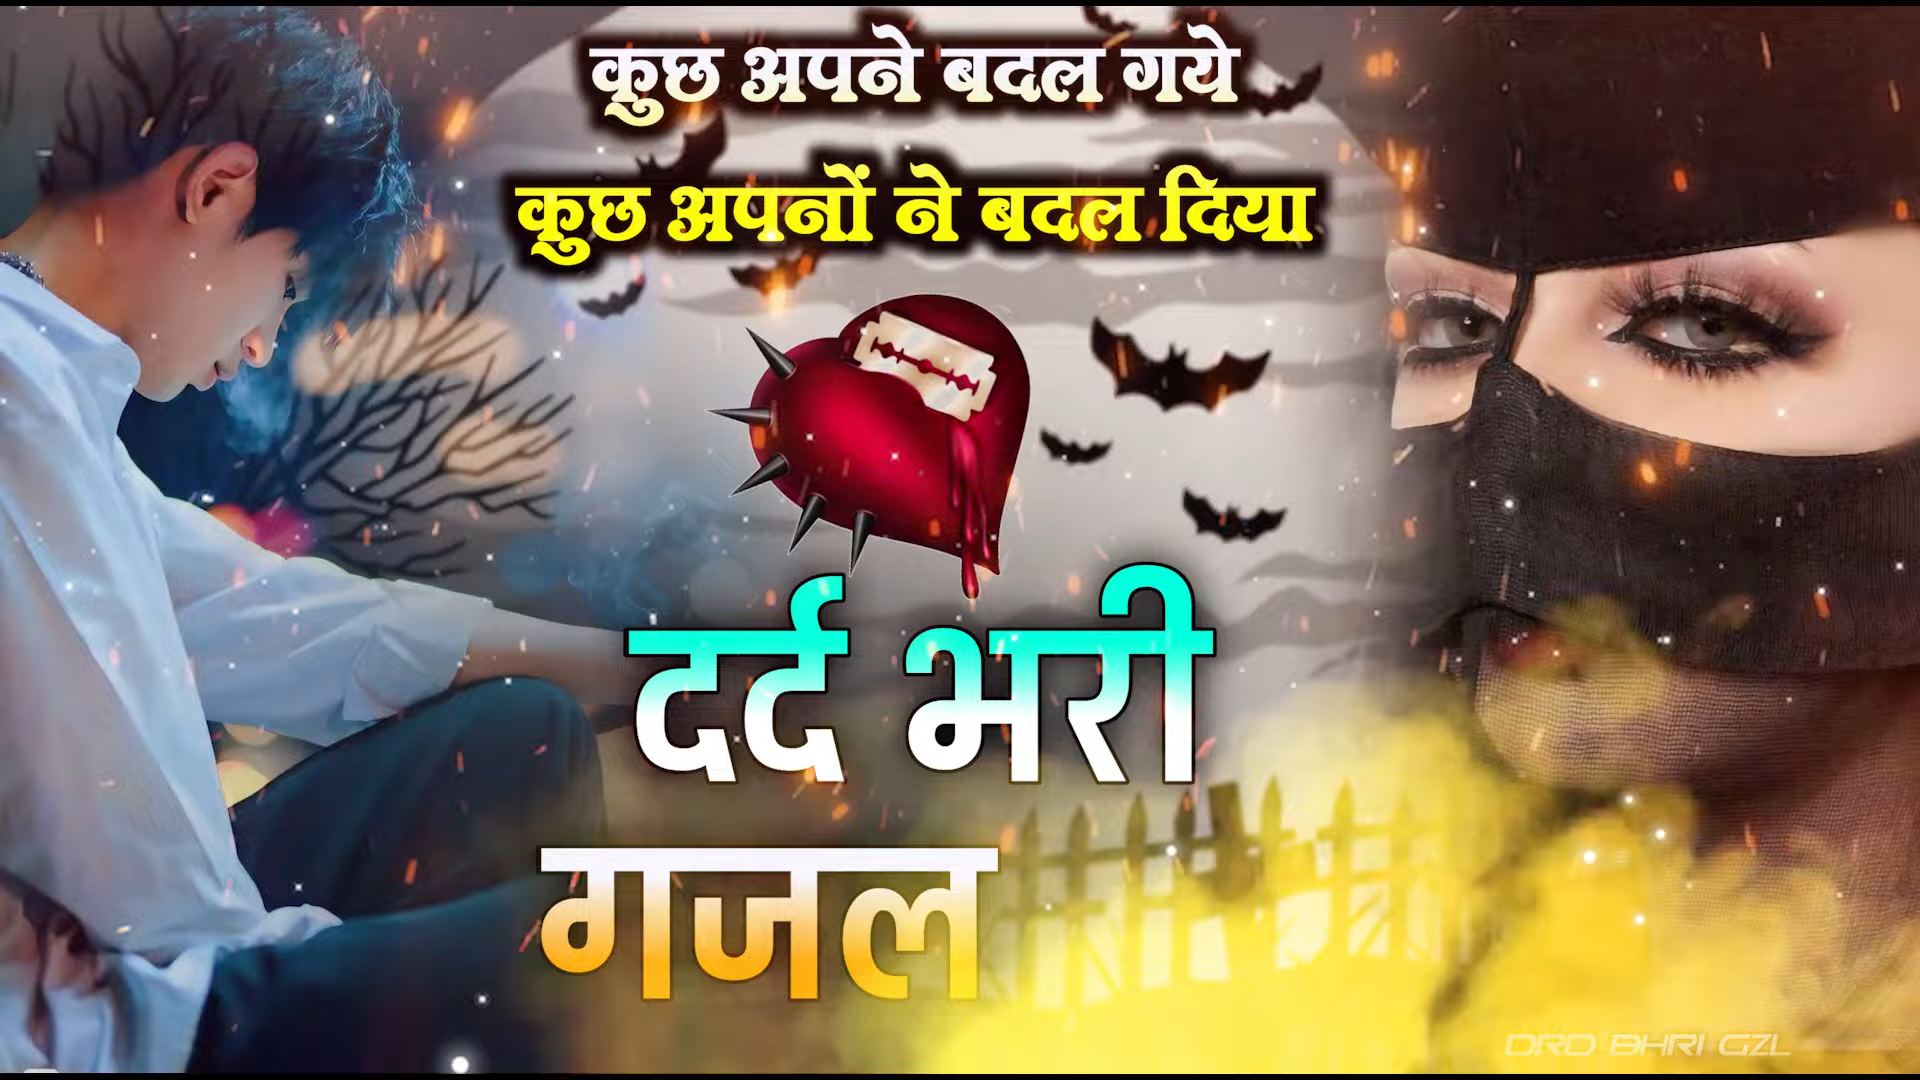 कुछ अपने बदल गये
कुछ अपनों ने बदल दिया
दर्द भरी
गजल
DRD BHRI GZL